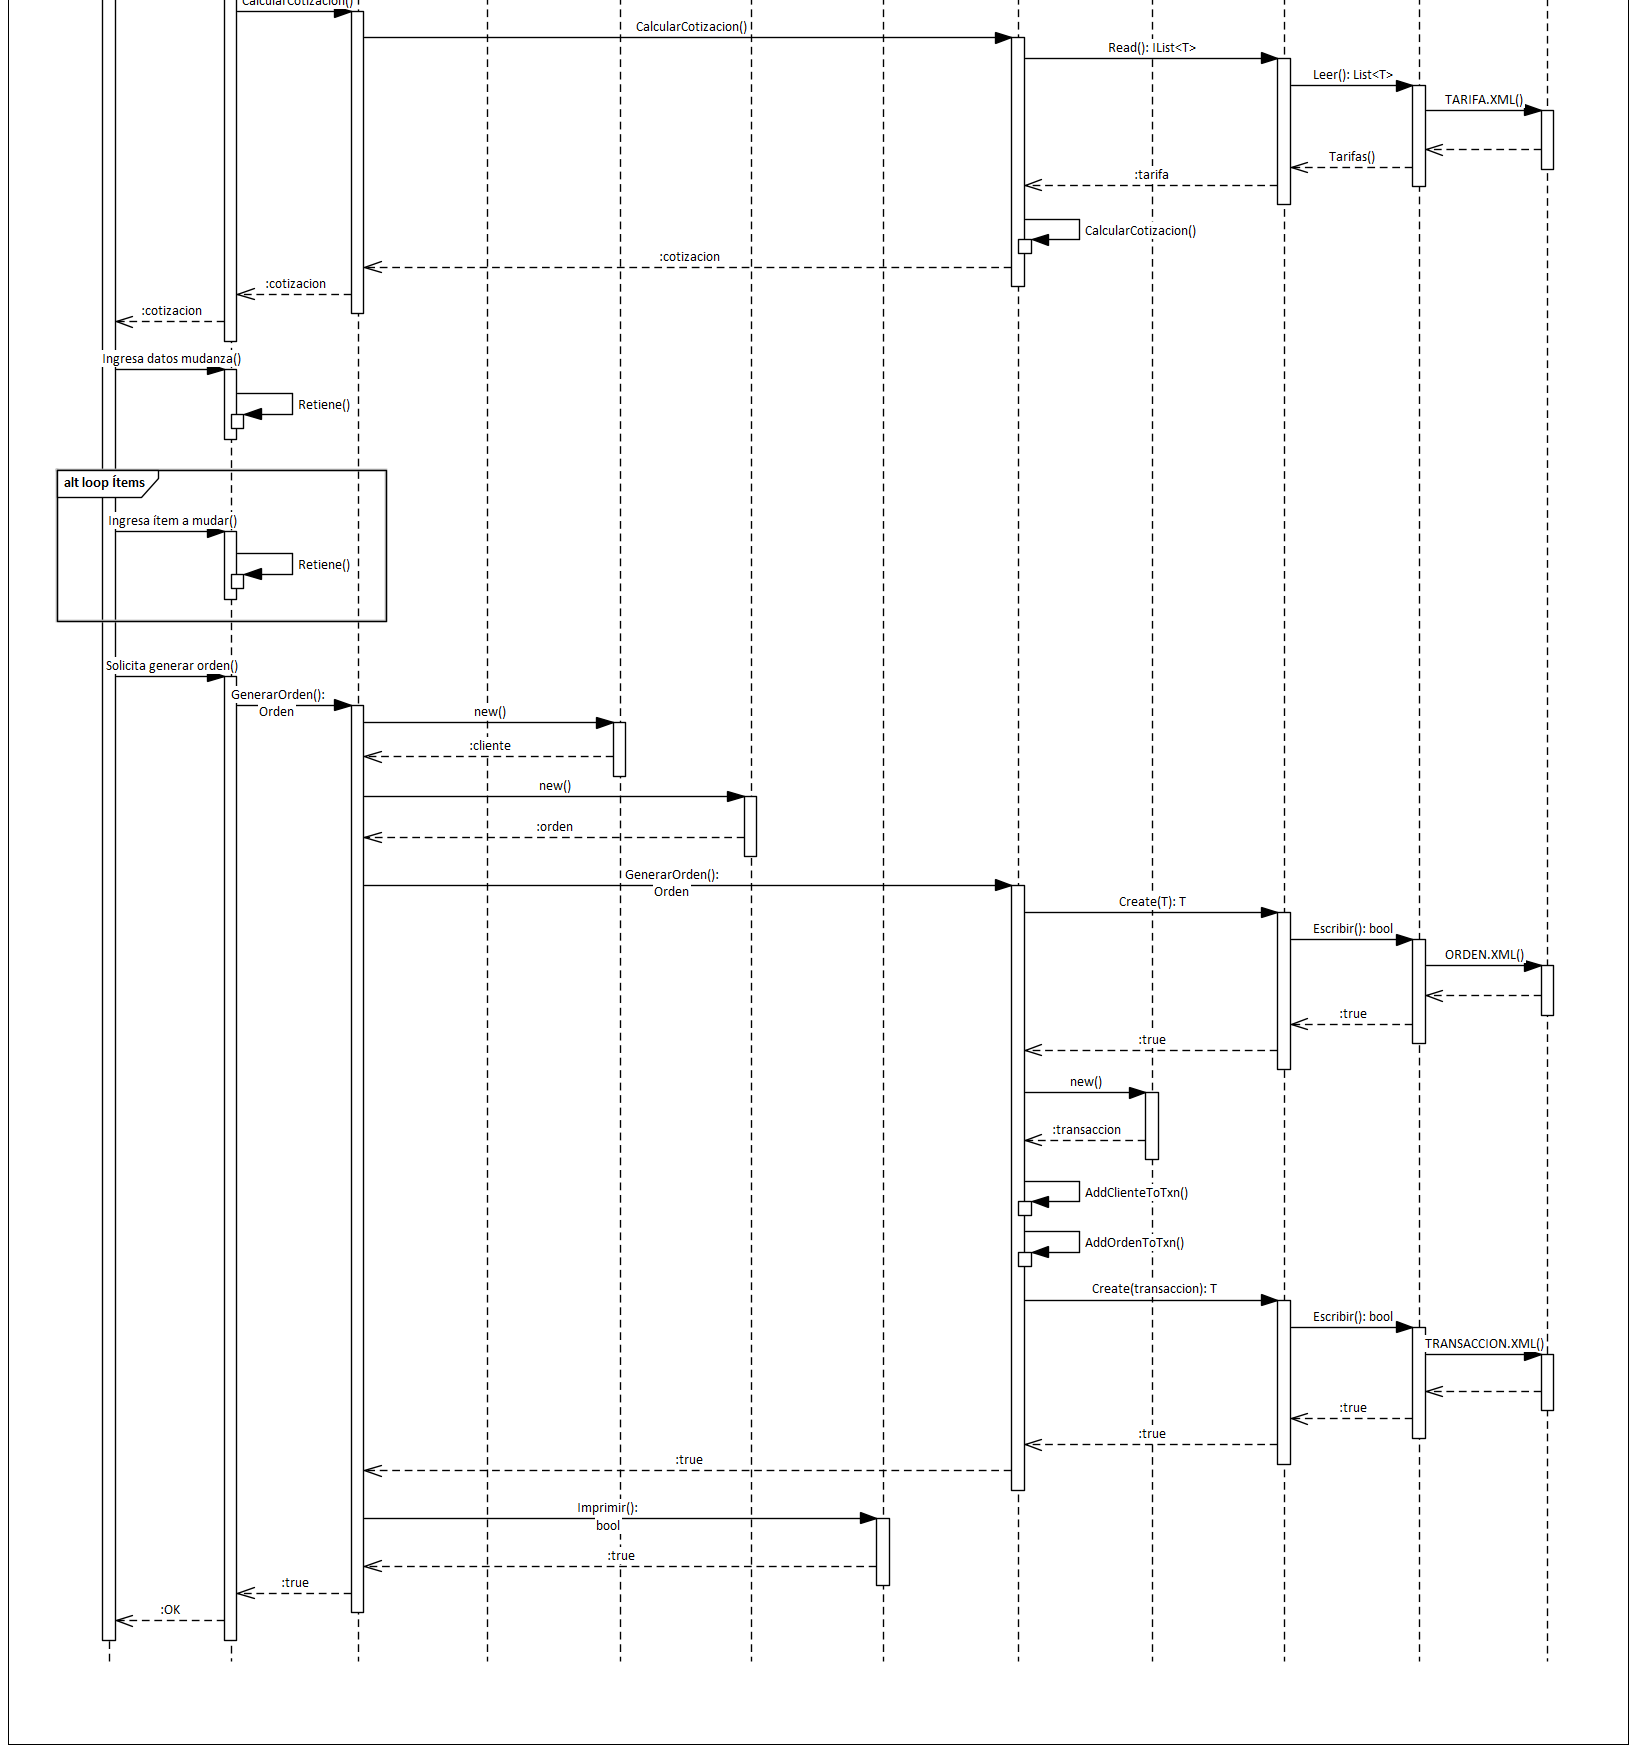 CalcularCotizacion()
CalcularCotizacion()
Read(): IList<T>
Leer(): List<T>
TARIFA.XML()
Tarifas()
:tarifa
CalcularCotizacion()
:cotizacion
:cotizacion
:cotizacion
Ingresa datos mudanza()
Retiene()
alt loop Ítems
Ingresa ítem a mudar()
Retiene()
Solicita generar orden()
GenerarOrden():
Orden
new()
:cliente
new()
:orden
GenerarOrden():
Orden
Create(T): T
Escribir(): bool
ORDEN.XML()
:true
:true
new()
:transaccion
AddClienteToTxn()
AddOrdenToTxn()
Create(transaccion): T
Escribir(): bool
TRANSACCION.XML()
:true
:true
:true
Imprimir():
bool
:true
:true
:OK